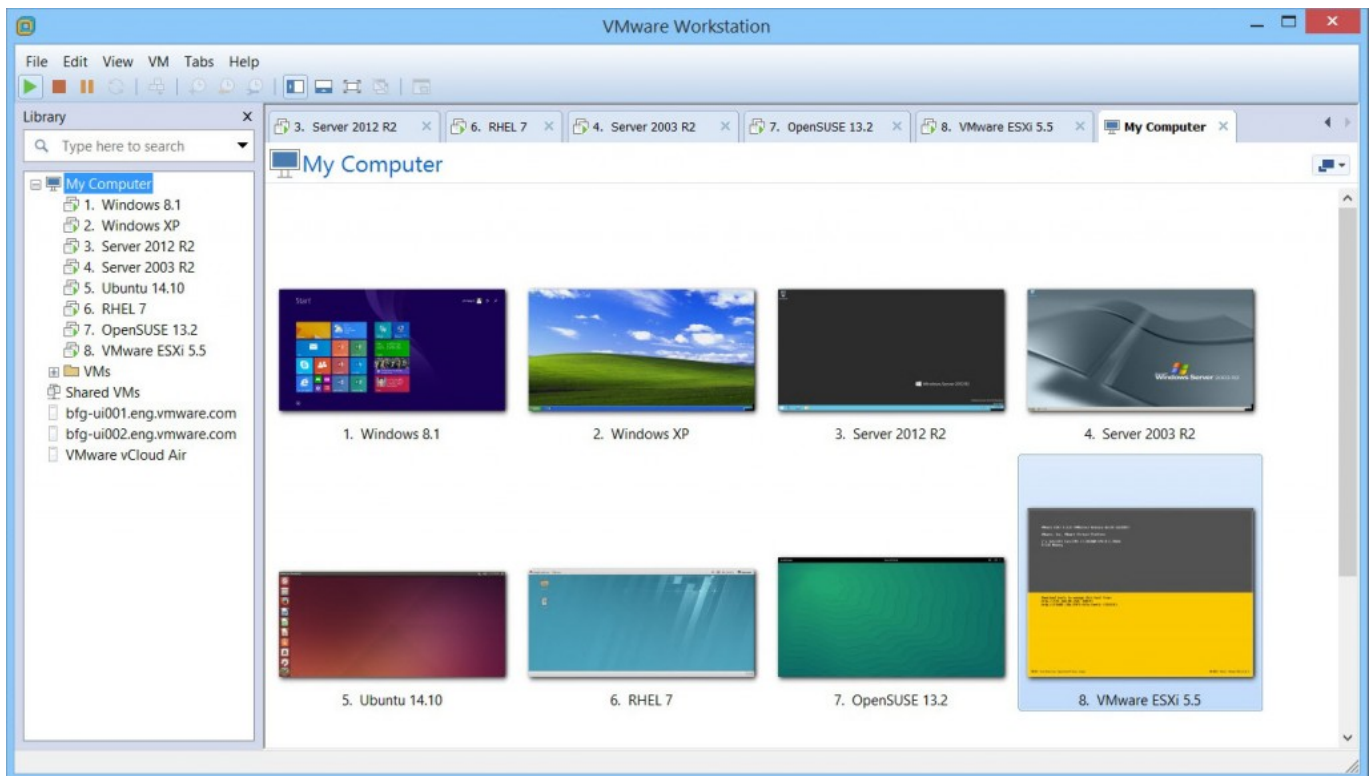 VMware Workstation
File Edit View VM Tabs Help
Library X
3. Server 2012 R2
6. RHEL 7
4. Server 2003 R2
7. OpenSUSE 13.2
8. VMware ESXi 5.5
My Computer
Type here to search
My Computer
My Computer
1. Windows 8.1
2. Windows XP
3. Server 2012 R2
4. Server 2003 R2
5. Ubuntu 14.10
6. RHEL 7
7. OpenSUSE 13.2
8. VMware ESXi 5.5
VMs
Shared VMs
bfg-ui001.eng.vmware.com
bfg-ui002.eng.vmware.com
VMware vCloud Air
Start
Windows Server 2012 R2
Windows Server 2003 R2
1. Windows 8.1
2. Windows XP
3. Server 2012 R2
4. Server 2003 R2
5. Ubuntu 14.10
6. RHEL 7
7. OpenSUSE 13.2
8. VMware ESXi 5.5